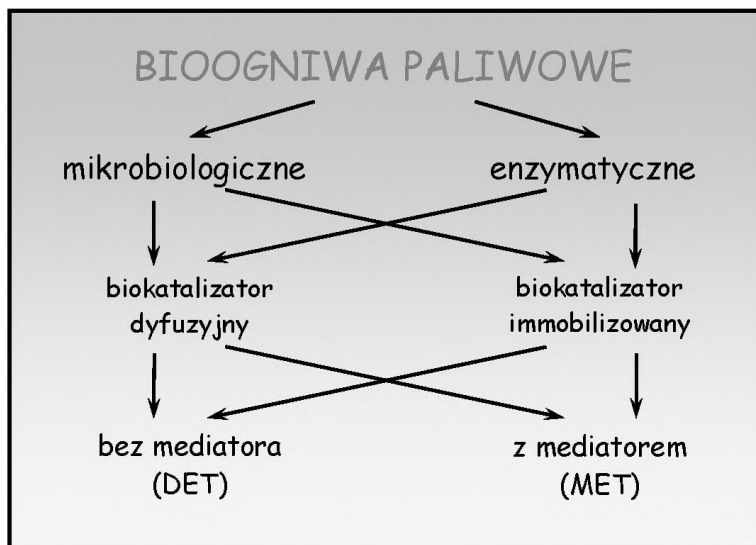 BIOOGNIWA PALIWOWE
mikrobiologiczne
enzymatyczne
biokatalizator
dyfuzyjny
biokatalizator
immobilizowany
bez mediatora
(DET)
z mediatorem
(MET)